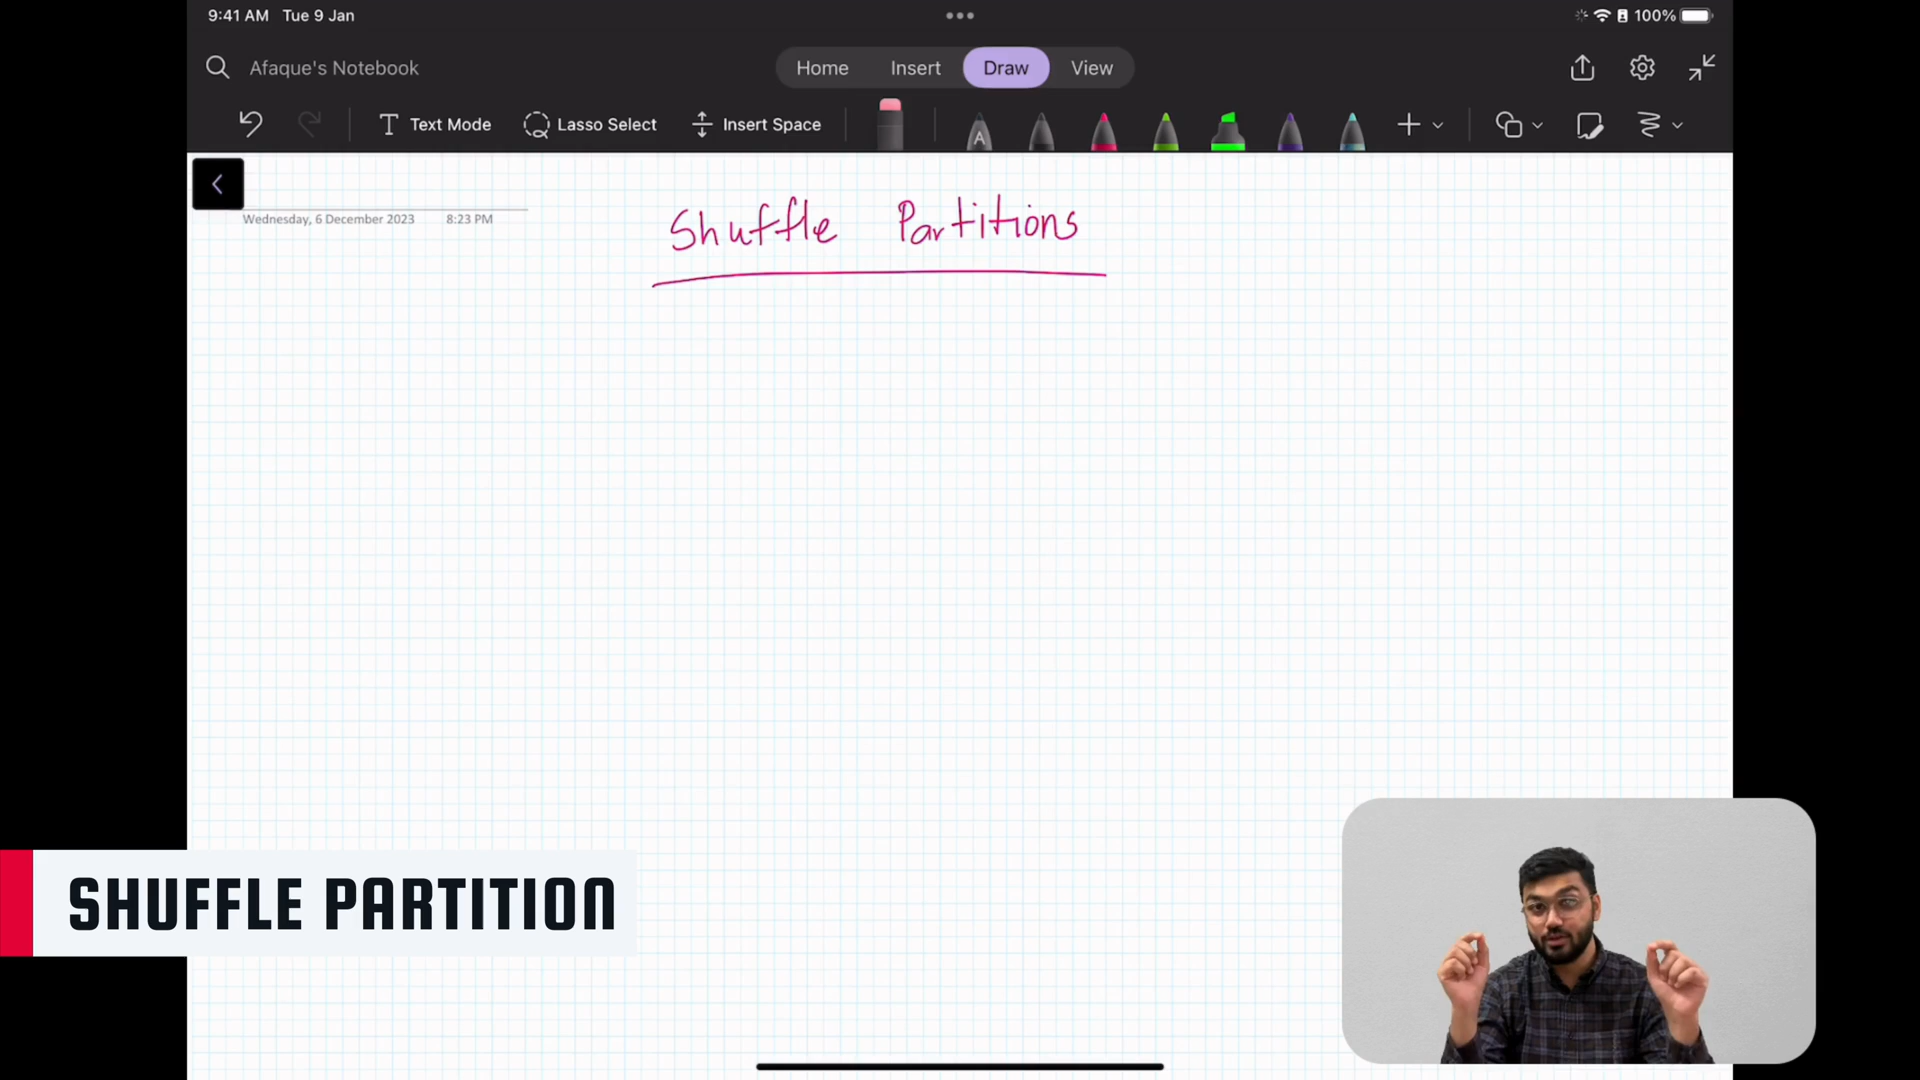 9:41 AM Tue 9 Jan
100%
Afaque's Notebook
Home Insert Draw View
Text Mode Lasso Select Insert Space
A
Wednesday, 6 December 2023 8:23 PM
Shuffle Partitions
SHUFFLE PARTITION